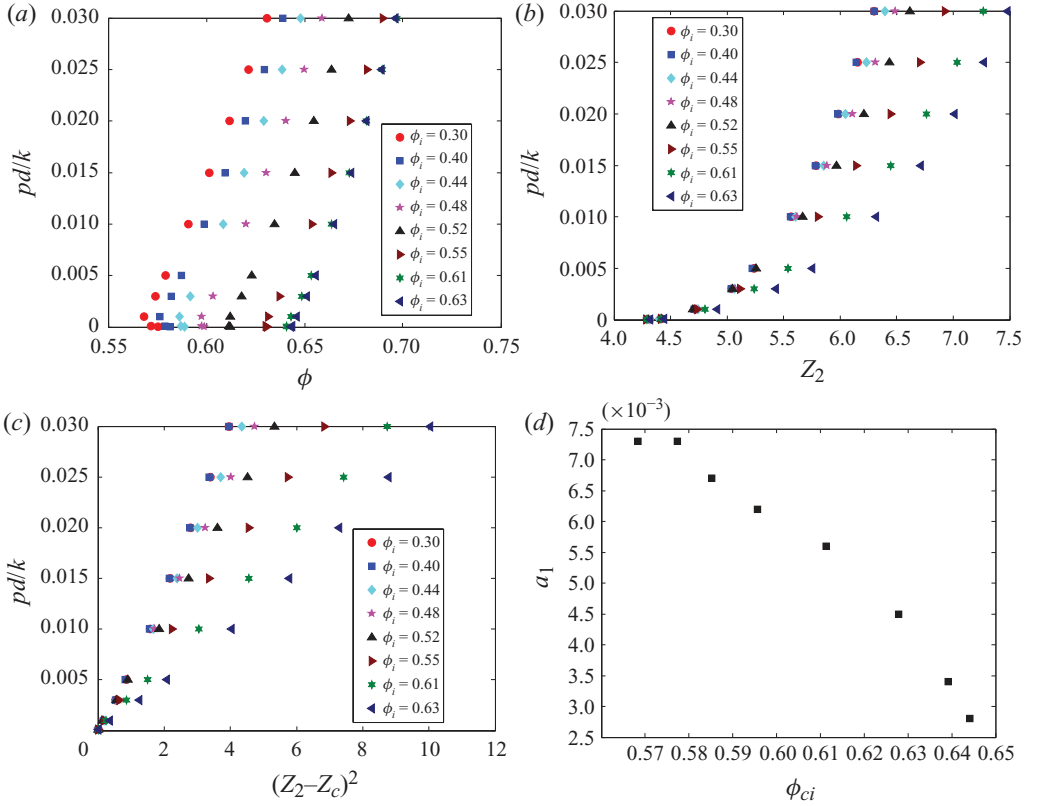 (a)
0.030
0.025
0.020
0.015
0.010
0.005
0
pd/k
0.55
0.60
0.65
0.70
0.75
ϕ
ϕi = 0.30
ϕi = 0.40
ϕi = 0.44
ϕi = 0.48
ϕi = 0.52
ϕi = 0.55
ϕi = 0.61
ϕi = 0.63
(b)
0.030
0.025
0.020
0.015
0.010
0.005
0
pd/k
4.0
4.5
5.0
5.5
6.0
6.5
7.0
7.5
Z2
ϕi = 0.30
ϕi = 0.40
ϕi = 0.44
ϕi = 0.48
ϕi = 0.52
ϕi = 0.55
ϕi = 0.61
ϕi = 0.63
(c)
0.030
0.025
0.020
0.015
0.010
0.005
pd/k
0
2
4
6
8
10
12
(Z2–Zc)2
ϕi = 0.30
ϕi = 0.40
ϕi = 0.44
ϕi = 0.48
ϕi = 0.52
ϕi = 0.55
ϕi = 0.61
ϕi = 0.63
(d)
(×10−3)
7.5
7.0
6.5
6.0
5.5
5.0
4.5
4.0
3.5
3.0
2.5
a1
0.57
0.58
0.59
0.60
0.61
0.62
0.63
0.64
0.65
ϕci